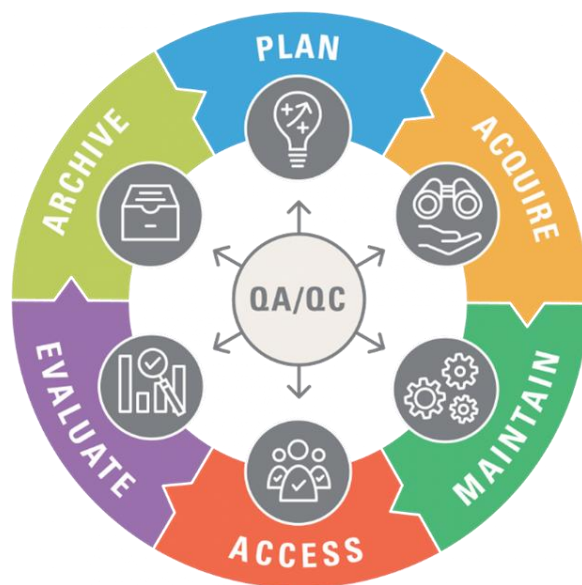 PLAN
ACQUIRE
MAINTAIN
ACCESS
EVALUATE
ARCHIVE
QA/QC